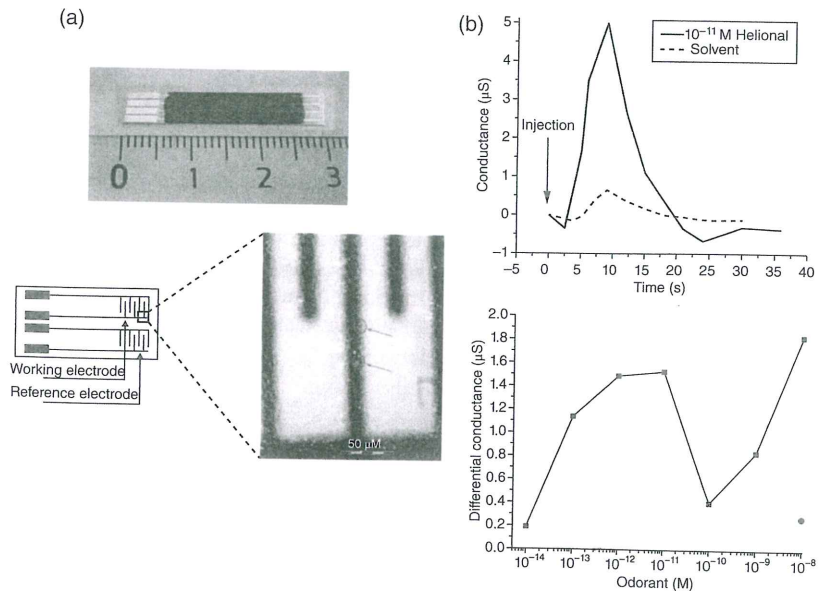 (a)
0 1 2 3
Working electrode
Reference electrode
50 µM
(b)
5
4
3
2
1
0
−1
Conductance (µS)
Injection
10⁻¹¹ M Helional
Solvent
−5 0 5 10 15 20 25 30 35 40
Time (s)
2.0
1.8
1.6
1.4
1.2
1.0
0.8
0.6
0.4
0.2
0.0
Differential conductance (µS)
10⁻¹⁴ 10⁻¹³ 10⁻¹² 10⁻¹¹ 10⁻¹⁰ 10⁻⁹ 10⁻⁸
Odorant (M)